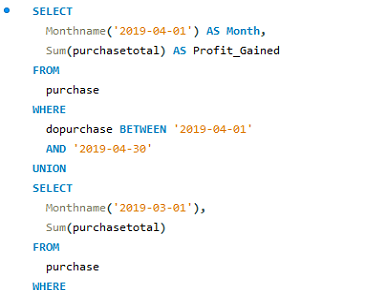 SELECT
Monthname('2019-04-01') AS Month,
Sum(purchasetotal) AS Profit_Gained
FROM
purchase
WHERE
dopurchase BETWEEN '2019-04-01'
AND '2019-04-30'
UNION
SELECT
Monthname('2019-03-01'),
Sum(purchasetotal)
FROM
purchase
WHERE